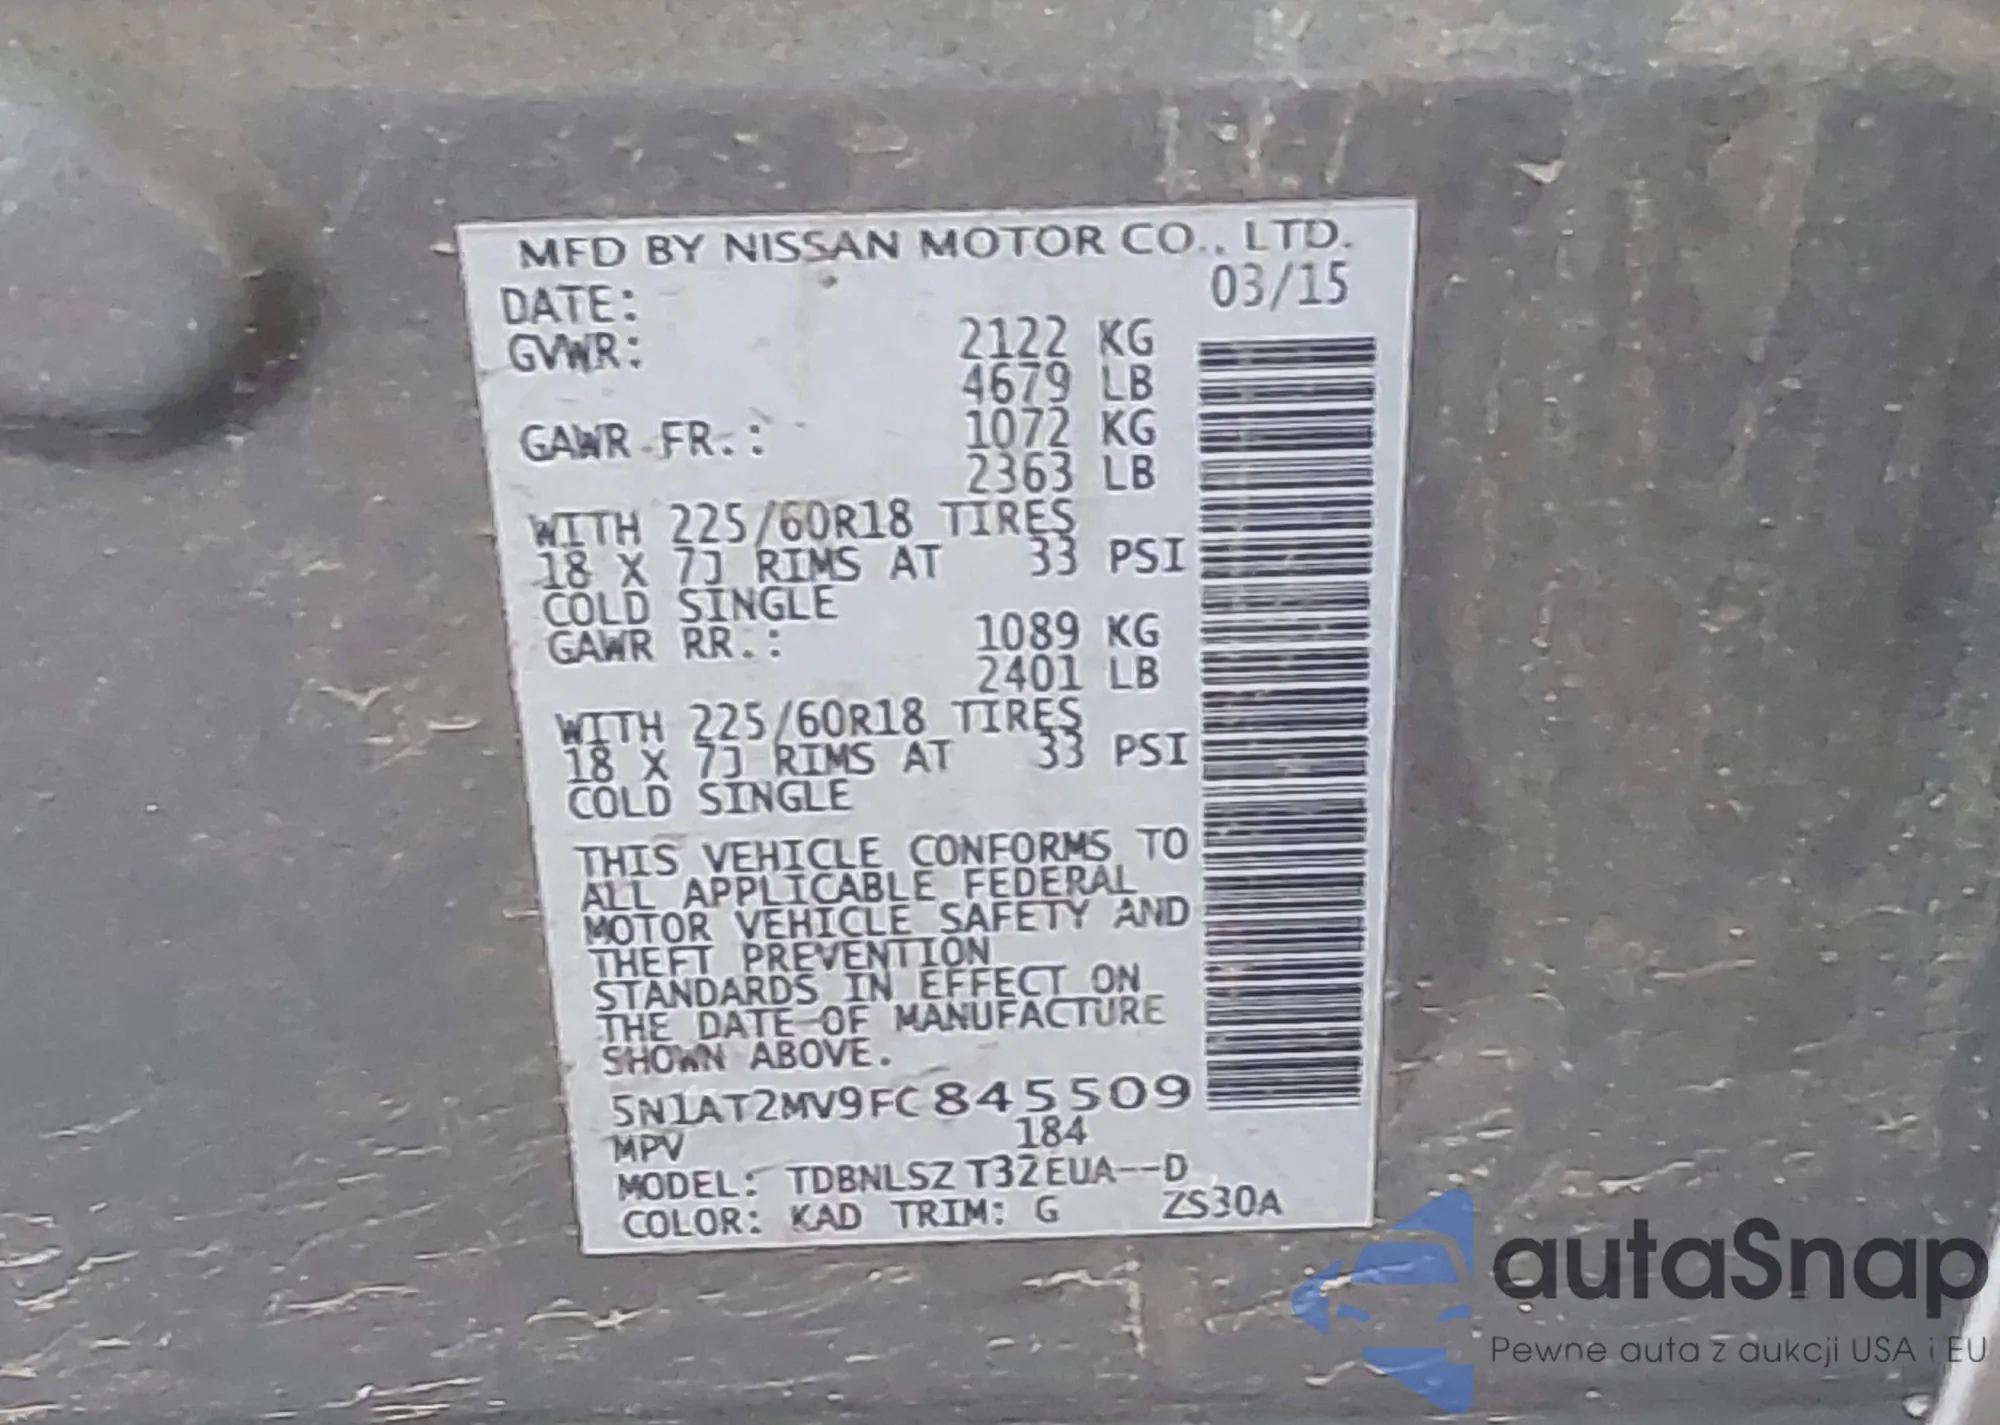 MFD BY NISSAN MOTOR CO., LTD.
DATE: 03/15
GVWR: 2122 KG
4679 LB
GAWR FR.: 1072 KG
2363 LB
WITH 225/60R18 TIRES
18 X 7J RIMS AT 33 PSI
COLD SINGLE
GAWR RR.: 1089 KG
2401 LB
WITH 225/60R18 TIRES
18 X 7J RIMS AT 33 PSI
COLD SINGLE
THIS VEHICLE CONFORMS TO
ALL APPLICABLE FEDERAL
MOTOR VEHICLE SAFETY AND
THEFT PREVENTION
STANDARDS IN EFFECT ON
THE DATE OF MANUFACTURE
SHOWN ABOVE.
5N1AT2MV9FC845509
MPV 184
MODEL: TDBNLSZ T32EUA--D
COLOR: KAD TRIM: G ZS30A
autaSnap
Pewne auta z aukcji USA i EU